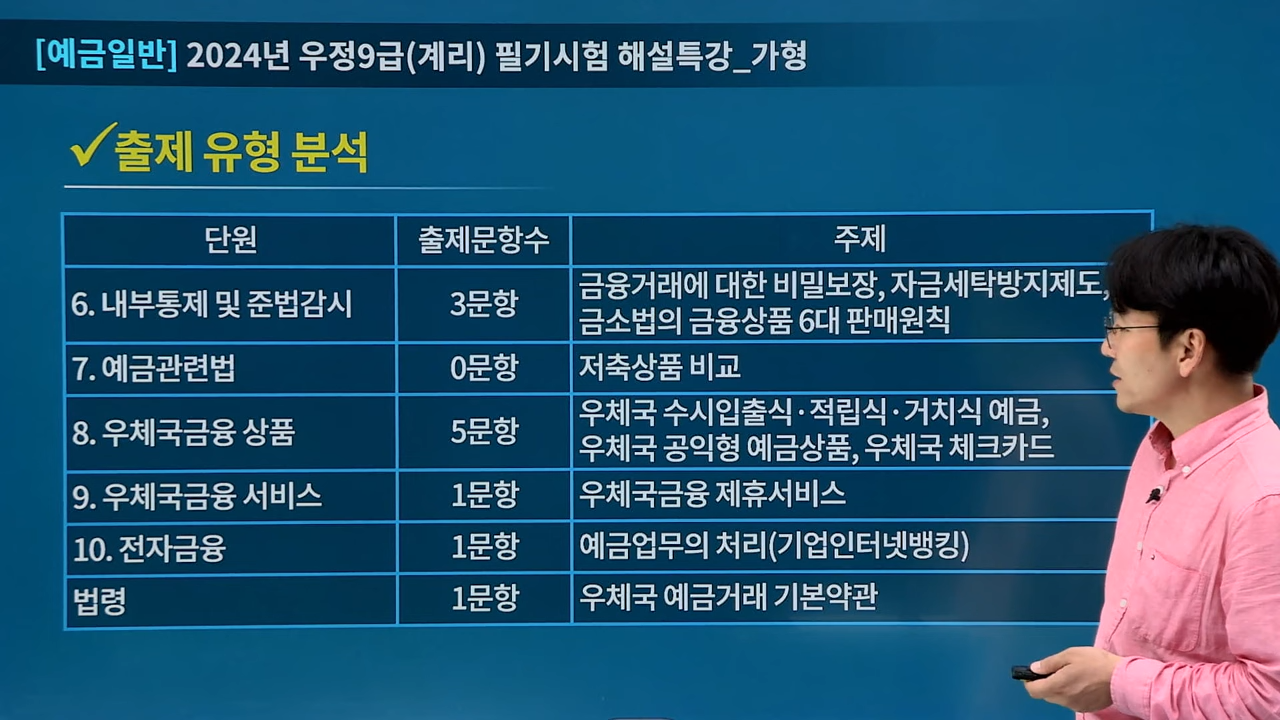 [예금일반] 2024년 우정9급(계리) 필기시험 해설특강_가형
✓출제 유형 분석
단원 출제문항수 주제
6. 내부통제 및 준법감시 3문항 금융거래에 대한 비밀보장, 자금세탁방지제도,
금소법의 금융상품 6대 판매원칙
7. 예금관련법 0문항 저축상품 비교
8. 우체국금융 상품 5문항 우체국 수시입출식·적립식·거치식 예금,
우체국 공익형 예금상품, 우체국 체크카드
9. 우체국금융 서비스 1문항 우체국금융 제휴서비스
10. 전자금융 1문항 예금업무의 처리(기업인터넷뱅킹)
법령 1문항 우체국 예금거래 기본약관